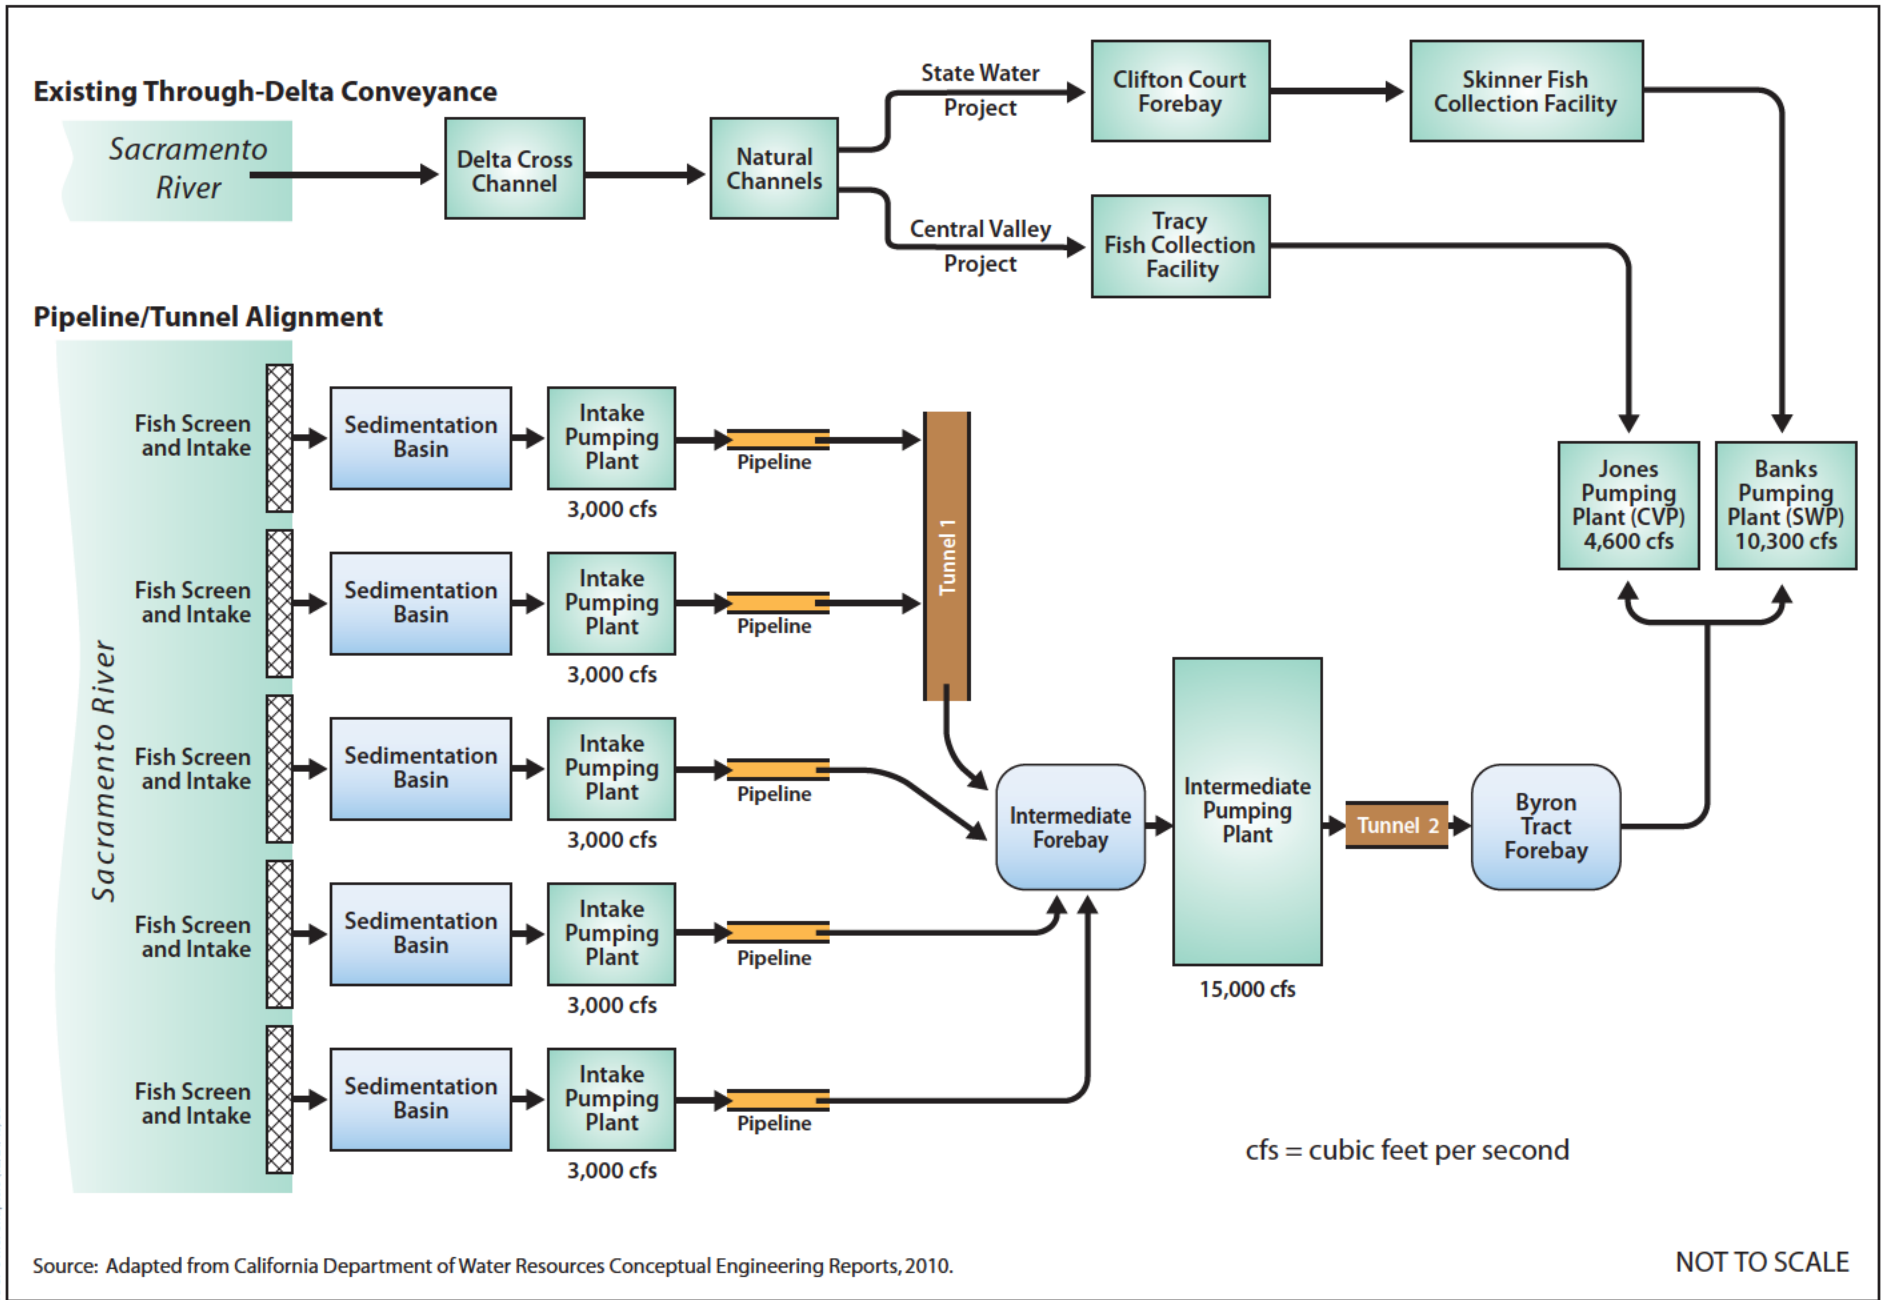 Existing Through-Delta Conveyance
Sacramento
River
Delta Cross
Channel
Natural
Channels
State Water
Project
Clifton Court
Forebay
Skinner Fish
Collection Facility
Central Valley
Project
Tracy
Fish Collection
Facility
Pipeline/Tunnel Alignment
Sacramento River
Fish Screen
and Intake
Sedimentation
Basin
Intake
Pumping
Plant
3,000 cfs
Pipeline
Fish Screen
and Intake
Sedimentation
Basin
Intake
Pumping
Plant
3,000 cfs
Pipeline
Tunnel 1
Fish Screen
and Intake
Sedimentation
Basin
Intake
Pumping
Plant
3,000 cfs
Pipeline
Fish Screen
and Intake
Sedimentation
Basin
Intake
Pumping
Plant
3,000 cfs
Pipeline
Fish Screen
and Intake
Sedimentation
Basin
Intake
Pumping
Plant
3,000 cfs
Pipeline
Intermediate
Forebay
Intermediate
Pumping
Plant
15,000 cfs
Tunnel 2
Byron
Tract
Forebay
Jones
Pumping
Plant (CVP)
4,600 cfs
Banks
Pumping
Plant (SWP)
10,300 cfs
cfs = cubic feet per second
Source: Adapted from California Department of Water Resources Conceptual Engineering Reports, 2010.
NOT TO SCALE